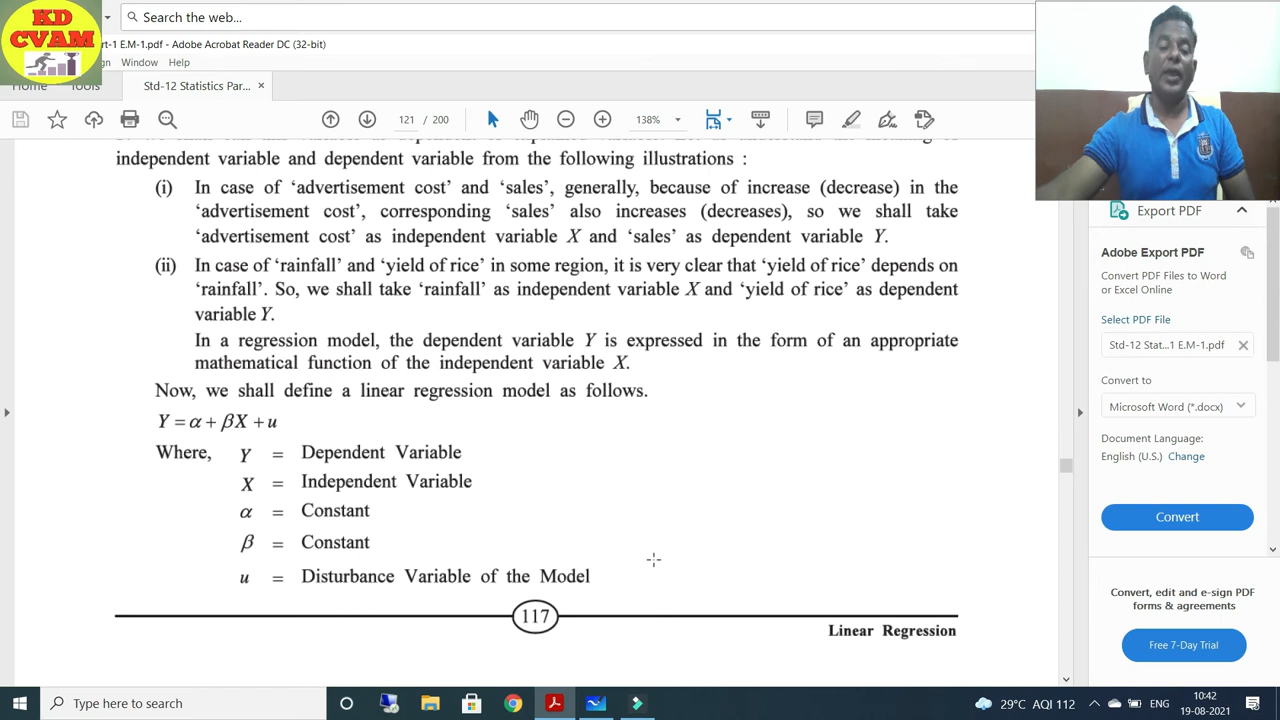 KD
CVAM
Search the web...
rt-1 E.M-1.pdf - Adobe Acrobat Reader DC (32-bit)
Window Help
Home Tools Std-12 Statistics Par... ×
121 / 200 138%
independent variable and dependent variable from the following illustrations :
(i) In case of ‘advertisement cost’ and ‘sales’, generally, because of increase (decrease) in the
‘advertisement cost’, corresponding ‘sales’ also increases (decreases), so we shall take
‘advertisement cost’ as independent variable X and ‘sales’ as dependent variable Y.
(ii) In case of ‘rainfall’ and ‘yield of rice’ in some region, it is very clear that ‘yield of rice’ depends on
‘rainfall’. So, we shall take ‘rainfall’ as independent variable X and ‘yield of rice’ as dependent
variable Y.
In a regression model, the dependent variable Y is expressed in the form of an appropriate
mathematical function of the independent variable X.
Now, we shall define a linear regression model as follows.
Y = α + βX + u
Where, Y = Dependent Variable
X = Independent Variable
α = Constant
β = Constant
u = Disturbance Variable of the Model
117
Linear Regression
Export PDF
Adobe Export PDF
Convert PDF Files to Word
or Excel Online
Select PDF File
Std-12 Stat...1 E.M-1.pdf
Convert to
Microsoft Word (*.docx)
Document Language:
English (U.S.) Change
Convert
Convert, edit and e-sign PDF
forms & agreements
Free 7-Day Trial
Type here to search
29°C AQI 112
ENG
10:42
19-08-2021